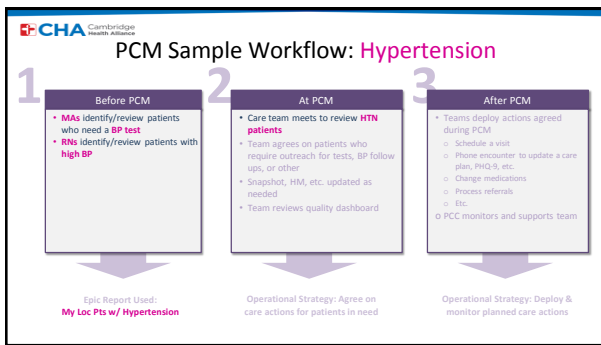 CHA Cambridge
Health Alliance
PCM Sample Workflow: Hypertension
1
Before PCM
• MAs identify/review patients
who need a BP test
• RNs identify/review patients with
high BP
Epic Report Used:
My Loc Pts w/ Hypertension
2
At PCM
• Care team meets to review HTN
patients
• Team agrees on patients who
require outreach for tests, BP follow
ups, or other
• Snapshot, HM, etc. updated as
needed
• Team reviews quality dashboard
Operational Strategy: Agree on
care actions for patients in need
3
After PCM
• Teams deploy actions agreed
during PCM
o Schedule a visit
o Phone encounter to update a care
plan, PHQ-9, etc.
o Change medications
o Process referrals
o Etc.
o PCC monitors and supports team
Operational Strategy: Deploy &
monitor planned care actions